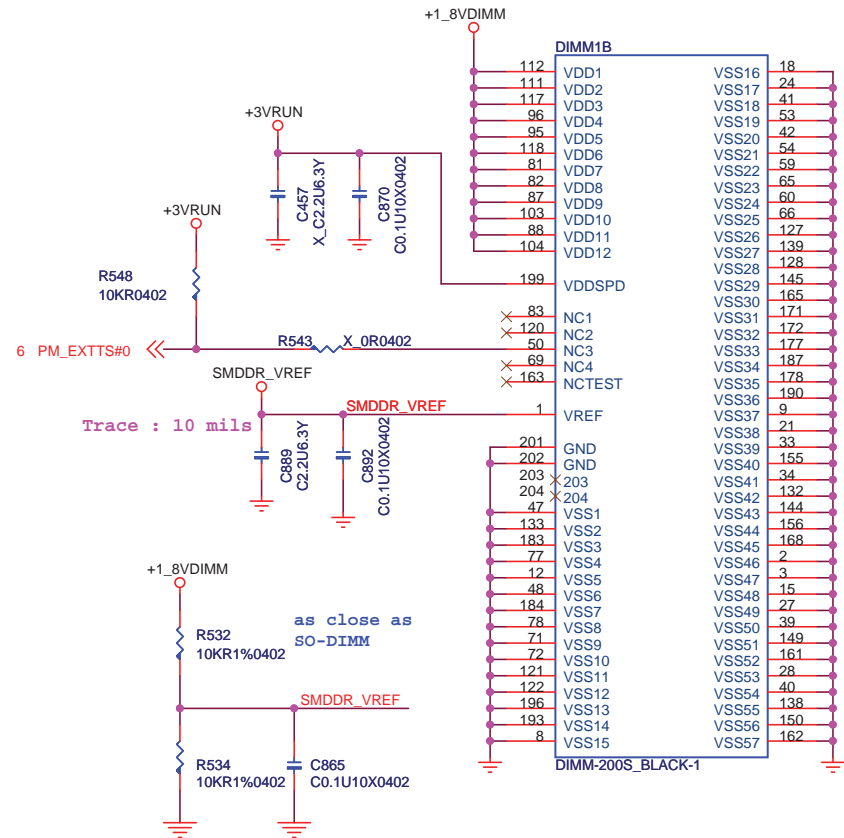 +1_8VDIMM
DIMM1B
112 VDD1 VSS16 18
111 VDD2 VSS17 24
117 VDD3 VSS18 41
96 VDD4 VSS19 53
95 VDD5 VSS20 42
118 VDD6 VSS21 54
81 VDD7 VSS22 59
82 VDD8 VSS23 65
87 VDD9 VSS24 60
103 VDD10 VSS25 66
88 VDD11 VSS26 127
104 VDD12 VSS27 139
VSS28 128
199 VDDSPD VSS29 145
VSS30 165
83 NC1 VSS31 171
120 NC2 VSS32 172
50 NC3 VSS33 177
69 NC4 VSS34 187
163 NCTEST VSS35 178
VSS36 190
1 VREF VSS37 9
VSS38 21
201 GND VSS39 33
202 GND VSS40 155
203 203 VSS41 34
204 204 VSS42 132
47 VSS1 VSS43 144
133 VSS2 VSS44 156
183 VSS3 VSS45 168
77 VSS4 VSS46 2
12 VSS5 VSS47 3
48 VSS6 VSS48 15
184 VSS7 VSS49 27
78 VSS8 VSS50 39
71 VSS9 VSS51 149
72 VSS10 VSS52 161
121 VSS11 VSS53 28
122 VSS12 VSS54 40
196 VSS13 VSS55 138
193 VSS14 VSS56 150
8 VSS15 VSS57 162
DIMM-200S_BLACK-1
+3VRUN
C457
X_C2.2U6.3Y
C870
C0.1U10X0402
+3VRUN
R548
10KR0402
6 PM_EXTTS#0
R543 X_0R0402
SMDDR_VREF
SMDDR_VREF
Trace : 10 mils
C889
C2.2U6.3Y
C892
C0.1U10X0402
+1_8VDIMM
R532
10KR1%0402
as close as
SO-DIMM
SMDDR_VREF
R534
10KR1%0402
C865
C0.1U10X0402